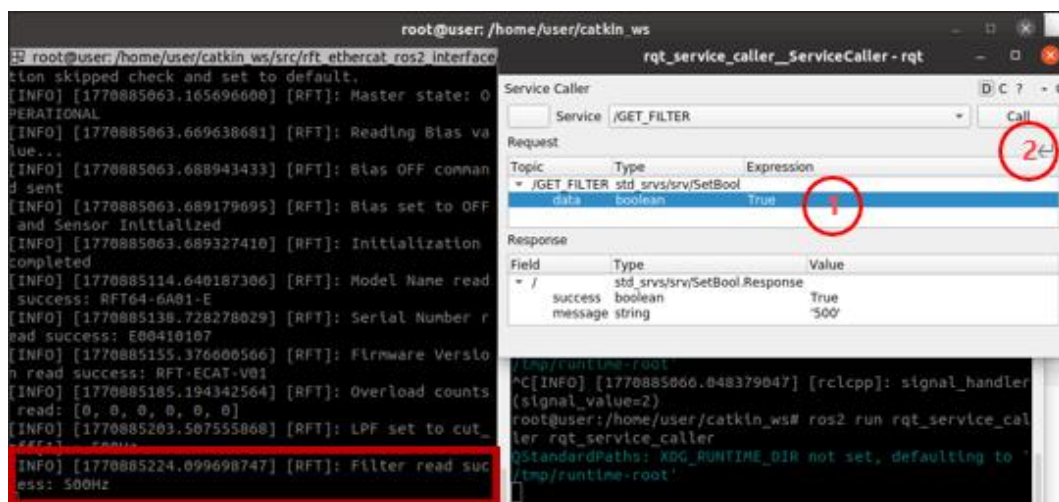 root@user: /home/user/catkin_ws
root@user: /home/user/catkin_ws/src/rft_ethercat_ros2_interface
tion skipped check and set to default.
[INFO] [1770885063.165696600] [RFT]: Master state: O
PERATIONAL
[INFO] [1770885063.669638681] [RFT]: Reading Bias va
lue...
[INFO] [1770885063.688943433] [RFT]: Bias OFF comman
d sent
[INFO] [1770885063.689179695] [RFT]: Bias set to OFF
and Sensor Initialized
[INFO] [1770885063.689327410] [RFT]: Initialization
completed
[INFO] [1770885114.640187306] [RFT]: Model Name read
success: RFT64-6A01-E
[INFO] [1770885138.728278029] [RFT]: Serial Number r
ead success: E00410107
[INFO] [1770885155.376600566] [RFT]: Firmware Versio
n read success: RFT-ECAT-V01
[INFO] [1770885185.194342564] [RFT]: Overload counts
read: [0, 0, 0, 0, 0, 0]
[INFO] [1770885203.507555868] [RFT]: LPF set to cut_
[INFO] [1770885224.099698747] [RFT]: Filter read suc
cess: 500Hz
rqt_service_caller__ServiceCaller - rqt
Service Caller
D C ? -
Service /GET_FILTER Call
Request
2
Topic Type Expression
/GET_FILTER std_srvs/srv/SetBool
data boolean True
1
Response
Field Type Value
/ std_srvs/srv/SetBool.Response
success boolean True
message string '500'
/tmp/runtime-root'
^C[INFO] [1770885066.048379047] [rclcpp]: signal_handler
(signal_value=2)
root@user:/home/user/catkin_ws# ros2 run rqt_service_cal
ler rqt_service_caller
QStandardPaths: XDG_RUNTIME_DIR not set, defaulting to '
/tmp/runtime-root'